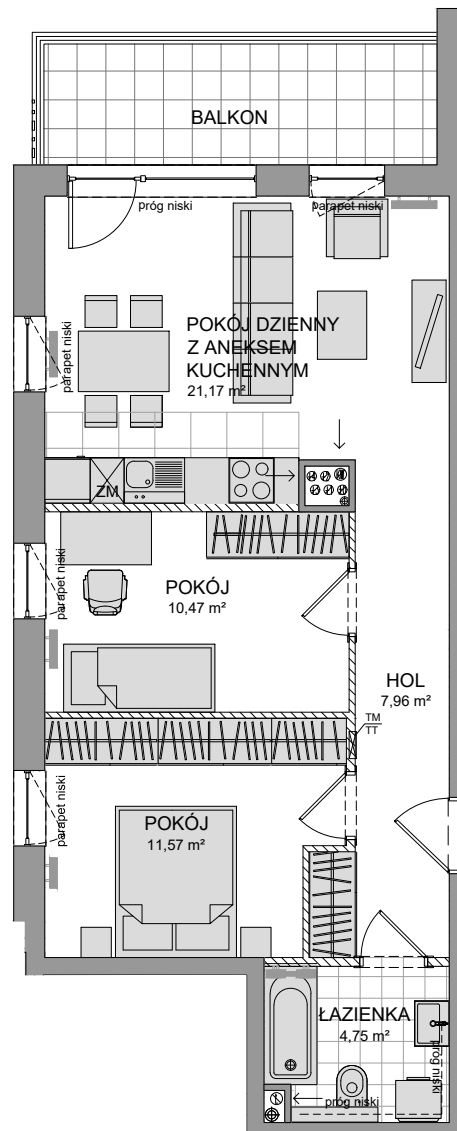 BALKON
próg niski
parapet niski
parapet niski
POKÓJ DZIENNY
Z ANEKSEM
KUCHENNYM
21,17 m²
ZM
parapet niski
POKÓJ
10,47 m²
HOL
7,96 m²
TM
TT
parapet niski
POKÓJ
11,57 m²
ŁAZIENKA
4,75 m²
próg niski
próg niski